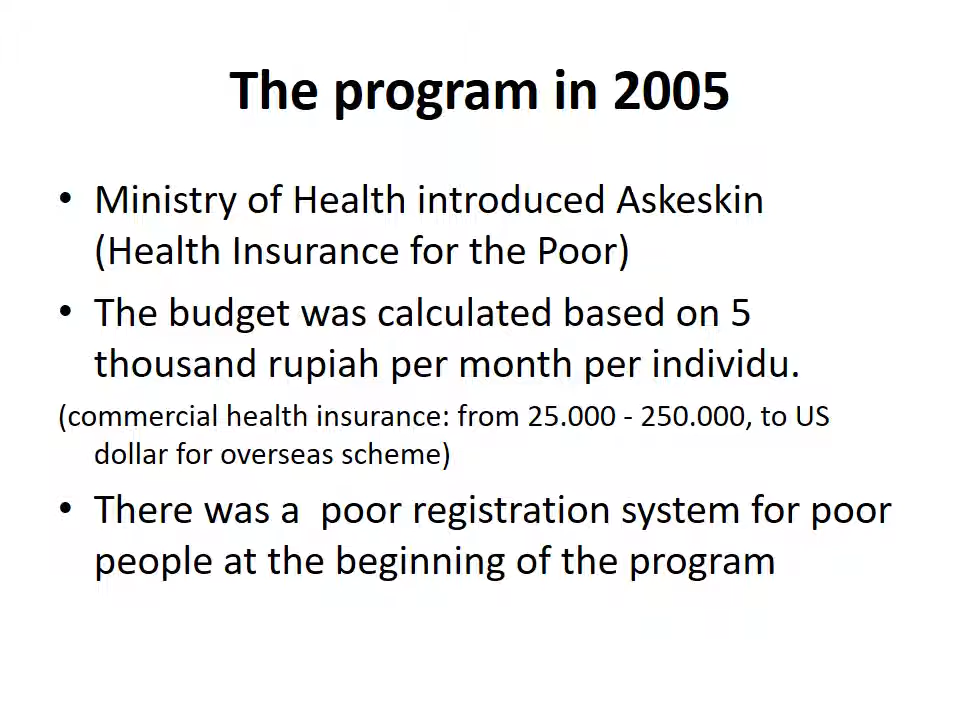 The program in 2005
• Ministry of Health introduced Askeskin
(Health Insurance for the Poor)
• The budget was calculated based on 5
thousand rupiah per month per individu.
(commercial health insurance: from 25.000 - 250.000, to US
dollar for overseas scheme)
• There was a  poor registration system for poor
people at the beginning of the program